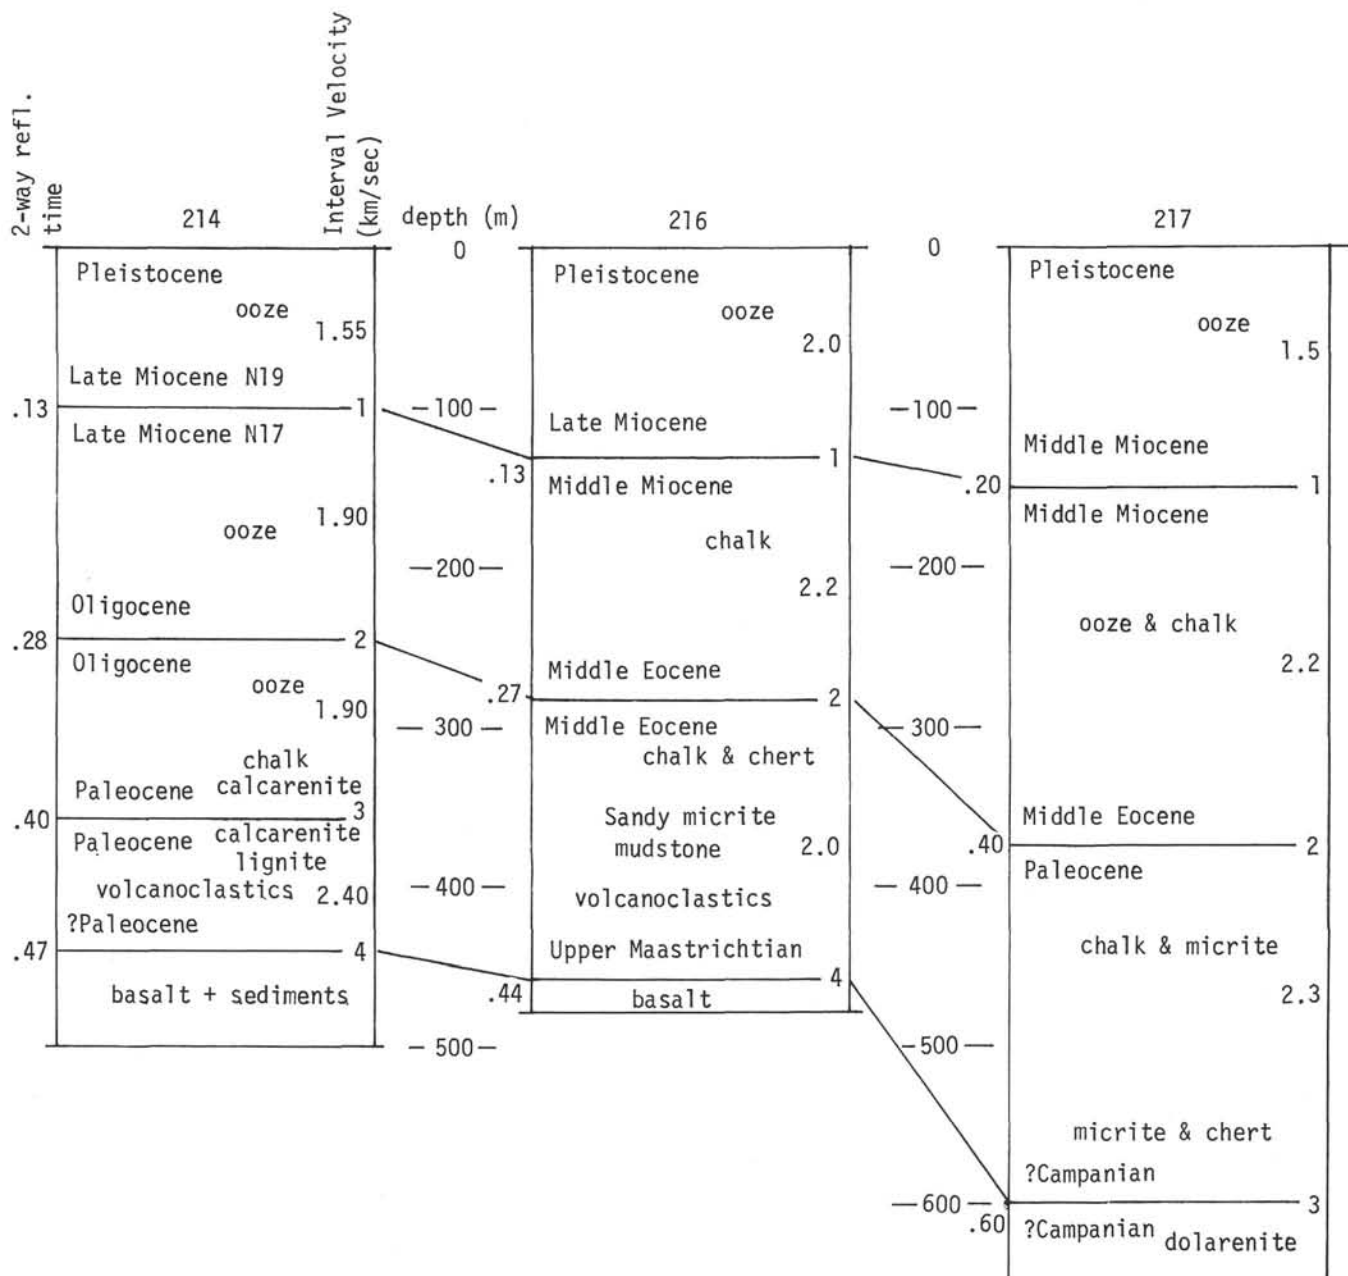 2-way refl.
time
214
Interval Velocity
(km/sec)
depth (m)
216
217
0
0
Pleistocene
ooze
1.55
Late Miocene N19
.13
1
Late Miocene N17
1.90
ooze
Oligocene
.28
2
Oligocene
ooze
1.90
chalk
Paleocene calcarenite
.40
3
Paleocene calcarenite
lignite
volcanoclastics 2.40
?Paleocene
.47
4
basalt + sediments
—100—
—200—
—300—
—400—
—500—
Pleistocene
ooze
2.0
Late Miocene
.13
1
Middle Miocene
chalk
2.2
Middle Eocene
.27
2
Middle Eocene
chalk & chert
Sandy micrite
mudstone 2.0
volcanoclastics
Upper Maastrichtian
.44
4
basalt
—100—
—200—
—300—
—400—
—500—
—600—
Pleistocene
ooze
1.5
Middle Miocene
.20
1
Middle Miocene
ooze & chalk
2.2
Middle Eocene
.40
2
Paleocene
chalk & micrite
2.3
micrite & chert
?Campanian
.60
3
?Campanian dolarenite